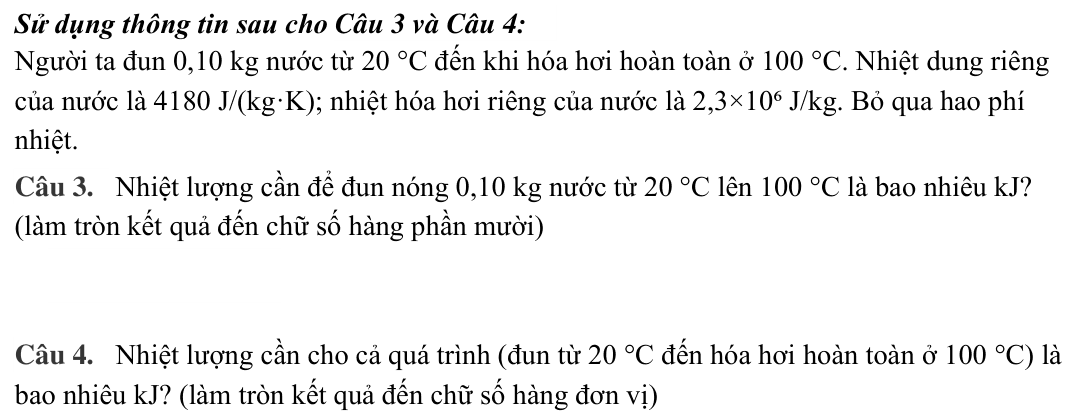 Sử dụng thông tin sau cho Câu 3 và Câu 4:
Người ta đun 0,10 kg nước từ 20 °C đến khi hóa hơi hoàn toàn ở 100 °C. Nhiệt dung riêng
của nước là 4180 J/(kg·K); nhiệt hóa hơi riêng của nước là 2,3×10⁶ J/kg. Bỏ qua hao phí
nhiệt.
Câu 3. Nhiệt lượng cần để đun nóng 0,10 kg nước từ 20 °C lên 100 °C là bao nhiêu kJ?
(làm tròn kết quả đến chữ số hàng phần mười)
Câu 4. Nhiệt lượng cần cho cả quá trình (đun từ 20 °C đến hóa hơi hoàn toàn ở 100 °C) là
bao nhiêu kJ? (làm tròn kết quả đến chữ số hàng đơn vị)